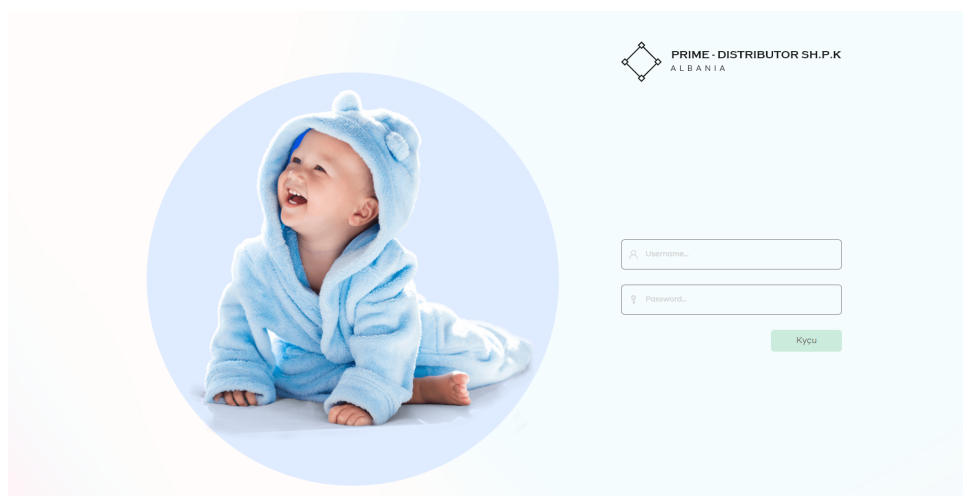 PRIME - DISTRIBUTOR SH.P.K
ALBANIA
Username...
Password...
Kyçu